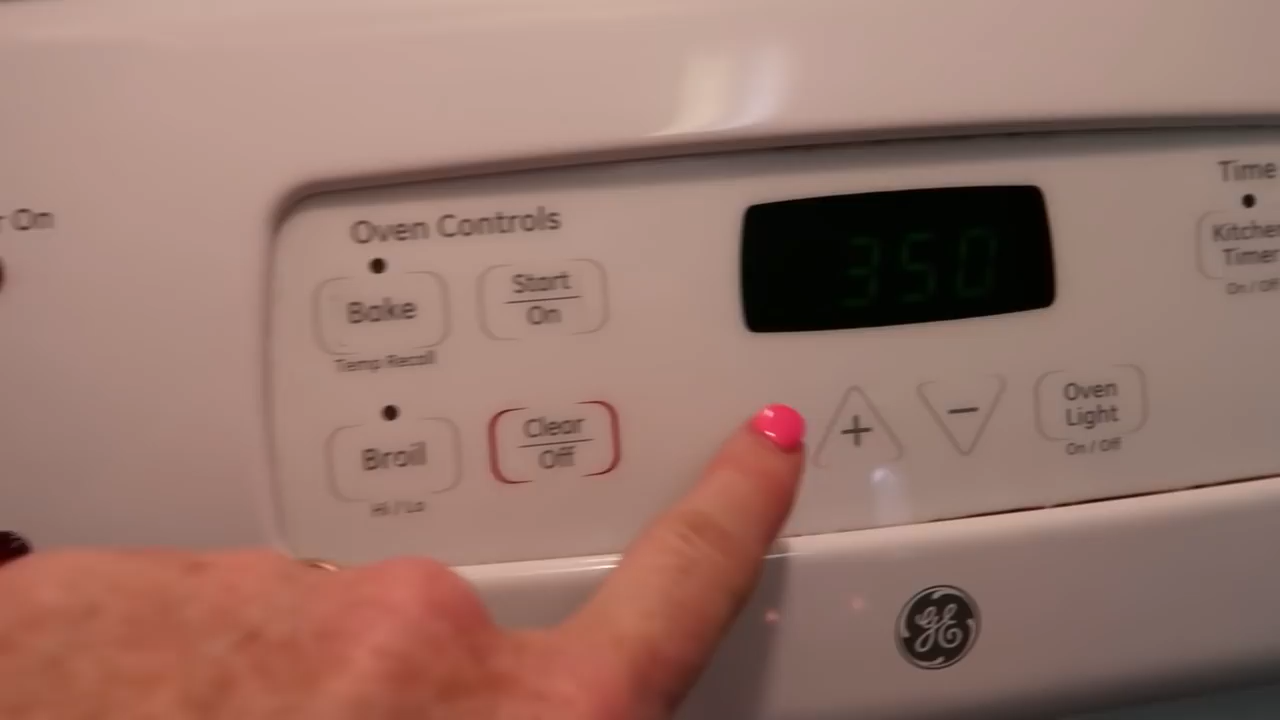 r On
Oven Controls
Bake
Temp Recall
Start
On
Broil
Hi / Lo
Clear
Off
350
+
−
Oven
Light
On / Off
Time
Kitchen
Timer
On / Off
GE